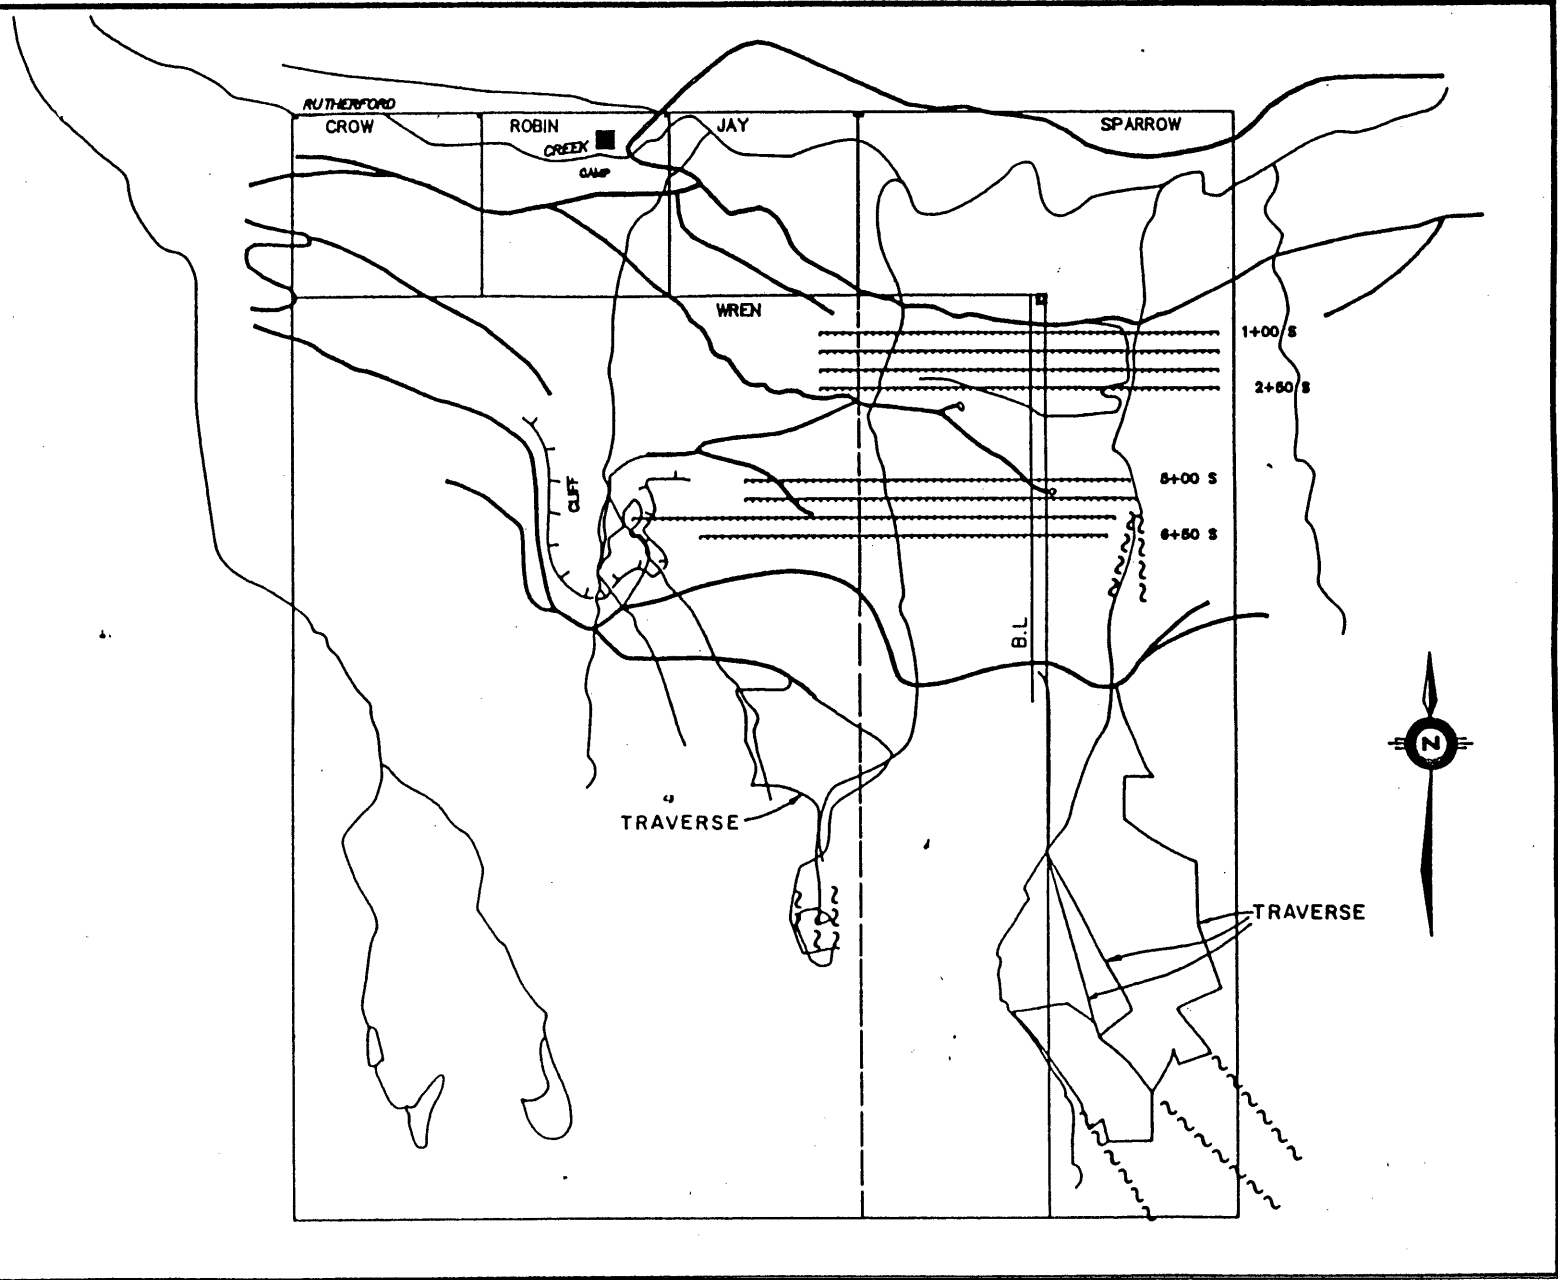 RUTHERFORD
CROW
ROBIN
JAY
SPARROW
CREEK
CAMP
WREN
1+00 S
2+50 S
CLIFF
5+00 S
6+50 S
B.L
N
TRAVERSE
TRAVERSE